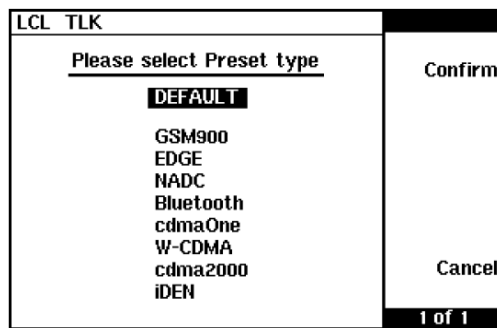 LCL TLK
Please select Preset type
DEFAULT
GSM900
EDGE
NADC
Bluetooth
cdmaOne
W-CDMA
cdma2000
iDEN
Confirm
Cancel
1 of 1